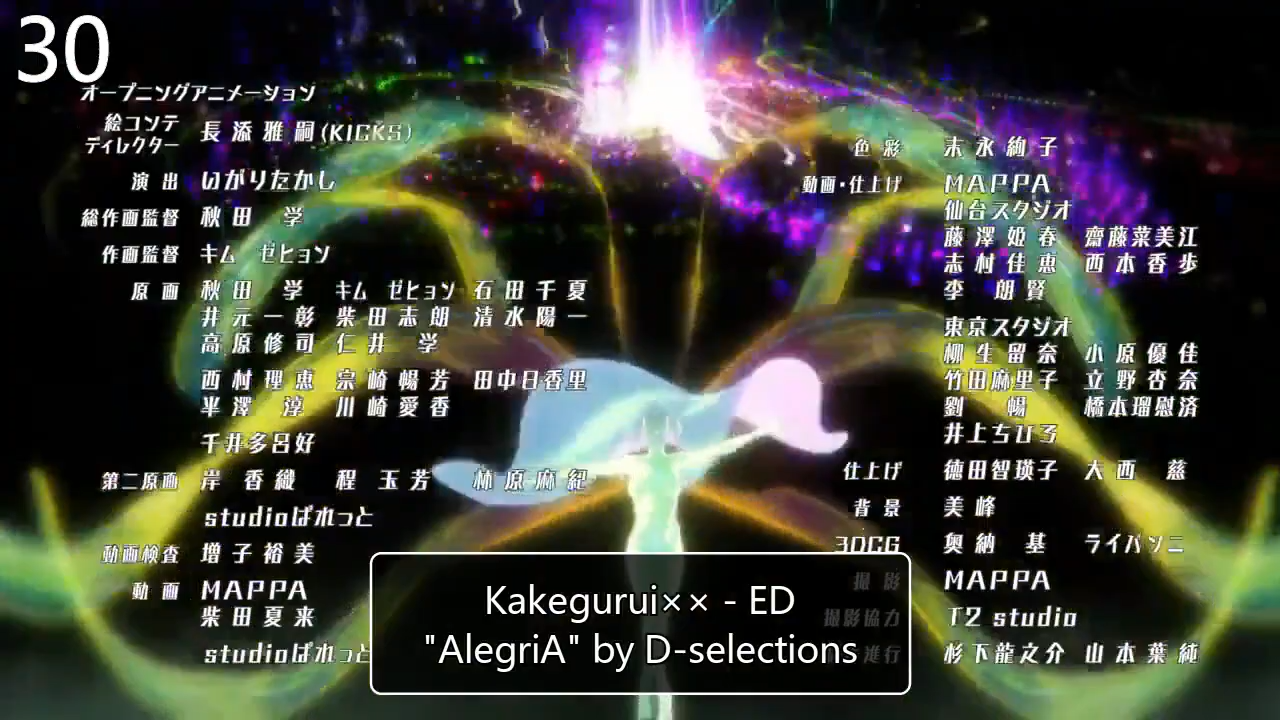 30
オープニングアニメーション
絵コンテ
ディレクター 長添雅嗣(KICKS)
演出 いがりたかし
総作画監督 秋田 学
作画監督 キム ゼヒョン
原画 秋田 学 キム ゼヒョン 石田千夏
井元一彰 柴田志朗 清水陽一
高原修司 仁井 学
西村理恵 宗崎暢芳 田中日香里
半澤 淳 川崎愛香
千井多呂好
第二原画 岸 香織 程 玉芳 柿原麻紀
studioぱれっと
動画検査 増子裕美
動画 MAPPA
柴田夏来
studioぱれっと
色彩 末永絢子
動画・仕上げ MAPPA
仙台スタジオ
藤澤姫春 齋藤菜美江
志村佳恵 西本香歩
李 朗賢
東京スタジオ
柳生留奈 小原優佳
竹田麻里子 立野杏奈
劉 暢 橋本瑠慰済
井上ちひろ
仕上げ 徳田智瑛子 大西 慈
背景 美峰
3DCG 奥納 基 ライパンニ
撮影 MAPPA
撮影協力 T2 studio
進行 杉下龍之介 山本葉純
Kakegurui×× - ED
"AlegriA" by D-selections